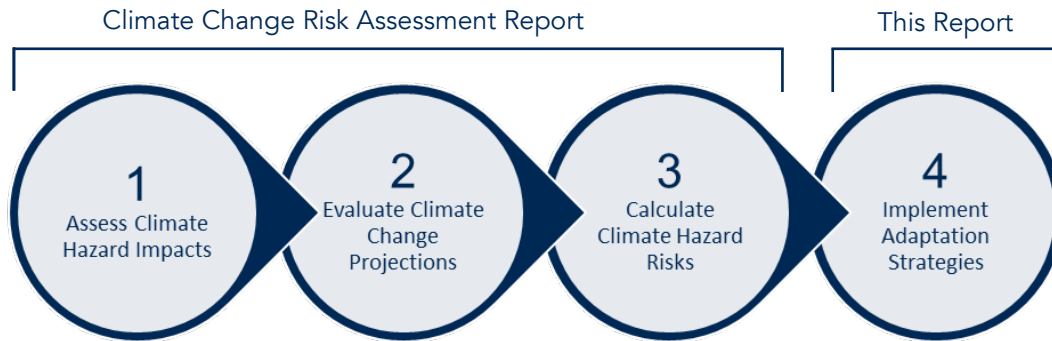 Climate Change Risk Assessment Report
This Report
1
Assess Climate
Hazard Impacts
2
Evaluate Climate
Change
Projections
3
Calculate
Climate Hazard
Risks
4
Implement
Adaptation
Strategies